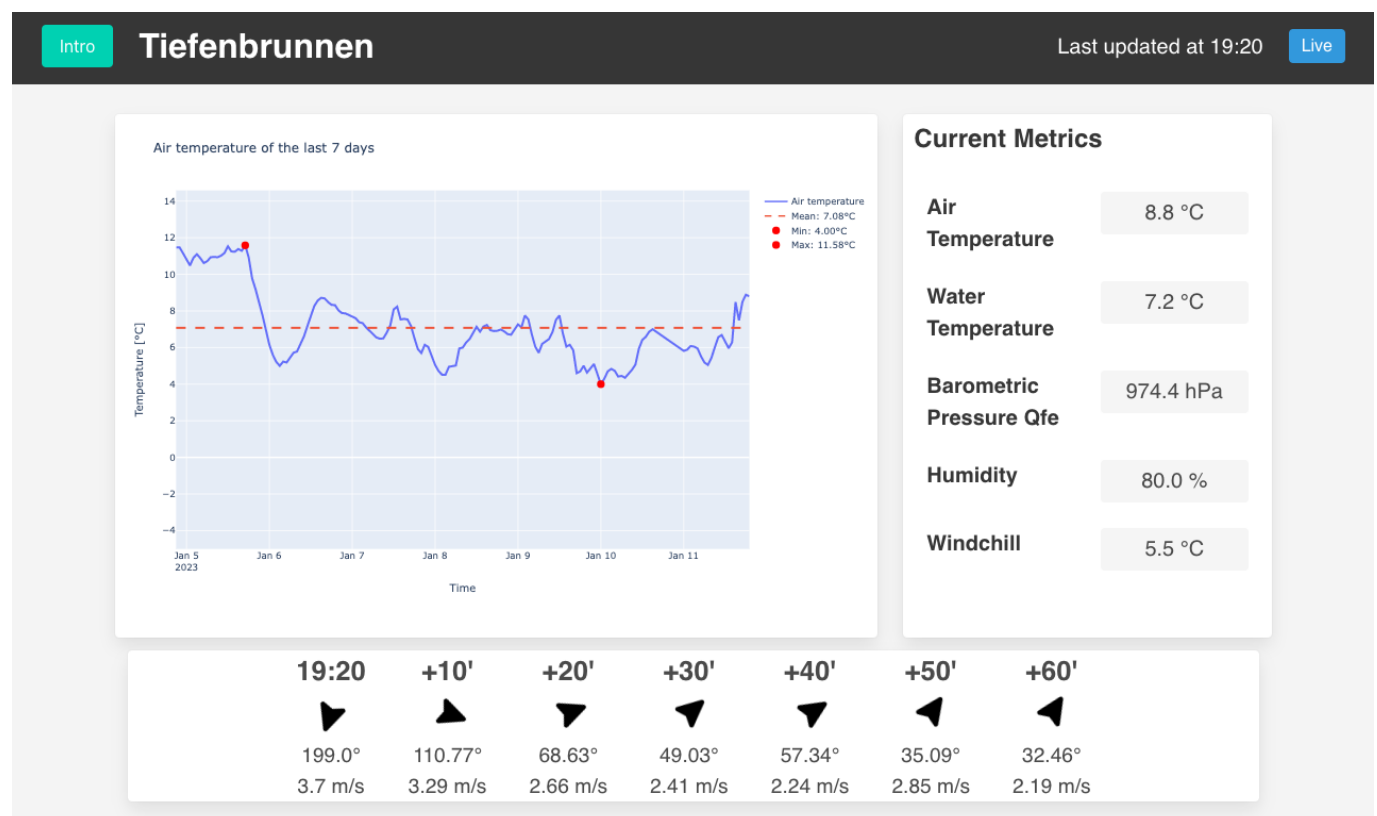 Intro
Tiefenbrunnen
Last updated at 19:20
Live
Air temperature of the last 7 days
14
12
10
8
6
4
2
0
−2
−4
Temperature [°C]
Jan 5
2023
Jan 6
Jan 7
Jan 8
Jan 9
Jan 10
Jan 11
Time
Air temperature
Mean: 7.08°C
Min: 4.00°C
Max: 11.58°C
Current Metrics
Air
Temperature
8.8 °C
Water
Temperature
7.2 °C
Barometric
Pressure Qfe
974.4 hPa
Humidity
80.0 %
Windchill
5.5 °C
19:20 +10' +20' +30' +40' +50' +60'
199.0° 110.77° 68.63° 49.03° 57.34° 35.09° 32.46°
3.7 m/s 3.29 m/s 2.66 m/s 2.41 m/s 2.24 m/s 2.85 m/s 2.19 m/s